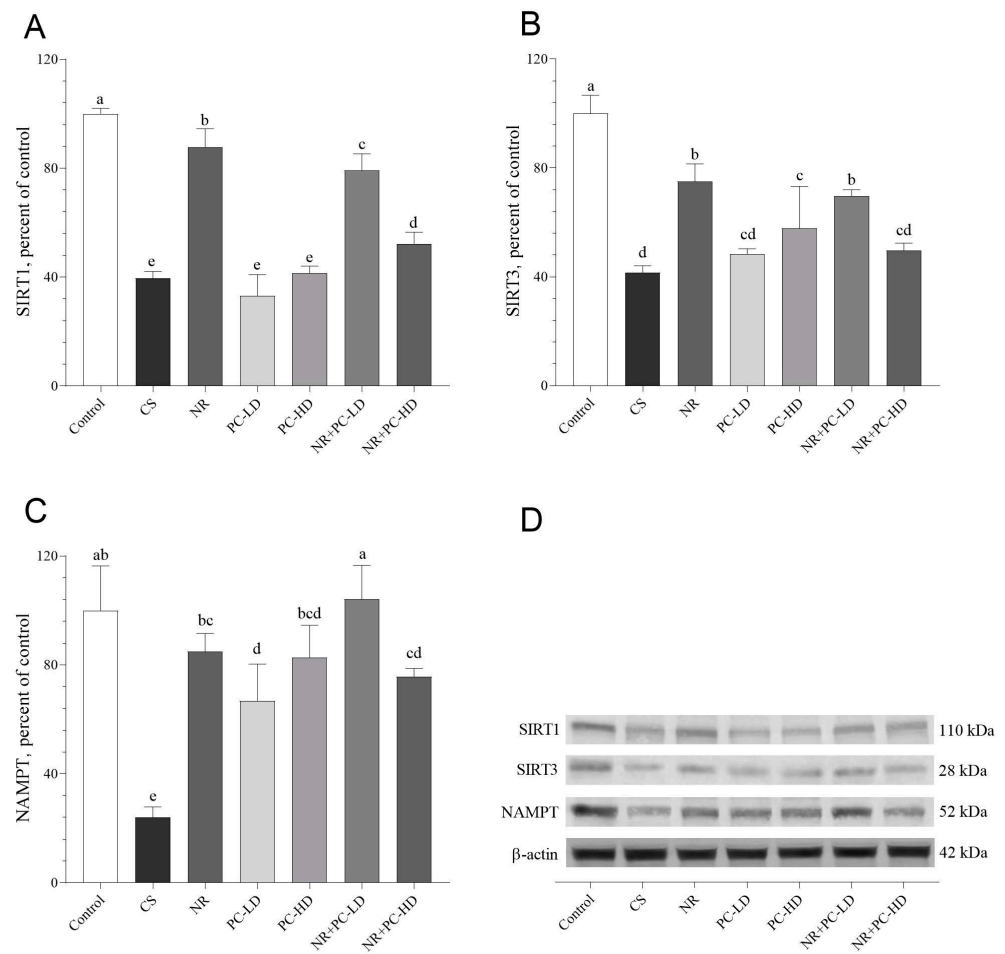 A
SIRT1, percent of control
120
80
40
0
a
e
b
e
e
c
d
Control
CS
NR
PC-LD
PC-HD
NR+PC-LD
NR+PC-HD
B
SIRT3, percent of control
120
80
40
0
a
d
b
cd
c
b
cd
Control
CS
NR
PC-LD
PC-HD
NR+PC-LD
NR+PC-HD
C
NAMPT, percent of control
120
80
40
0
ab
e
bc
d
bcd
a
cd
Control
CS
NR
PC-LD
PC-HD
NR+PC-LD
NR+PC-HD
D
SIRT1 110 kDa
SIRT3 28 kDa
NAMPT 52 kDa
β-actin 42 kDa
Control
CS
NR
PC-LD
PC-HD
NR+PC-LD
NR+PC-HD